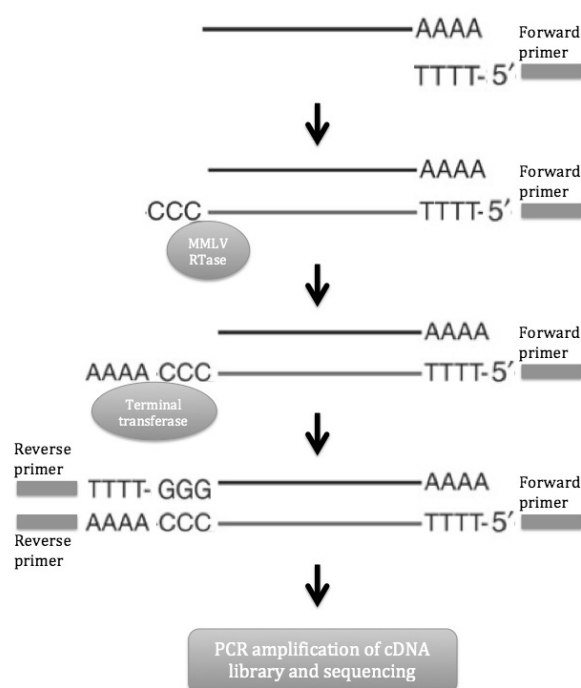 AAAA
Forward
primer
TTTT- 5′
AAAA
Forward
primer
CCC
TTTT- 5′
MMLV
RTase
AAAA
Forward
primer
AAAA CCC
TTTT- 5′
Terminal
transferase
Reverse
primer
TTTT- GGG
AAAA
Forward
primer
AAAA CCC
TTTT- 5′
Reverse
primer
PCR amplification of cDNA
library and sequencing